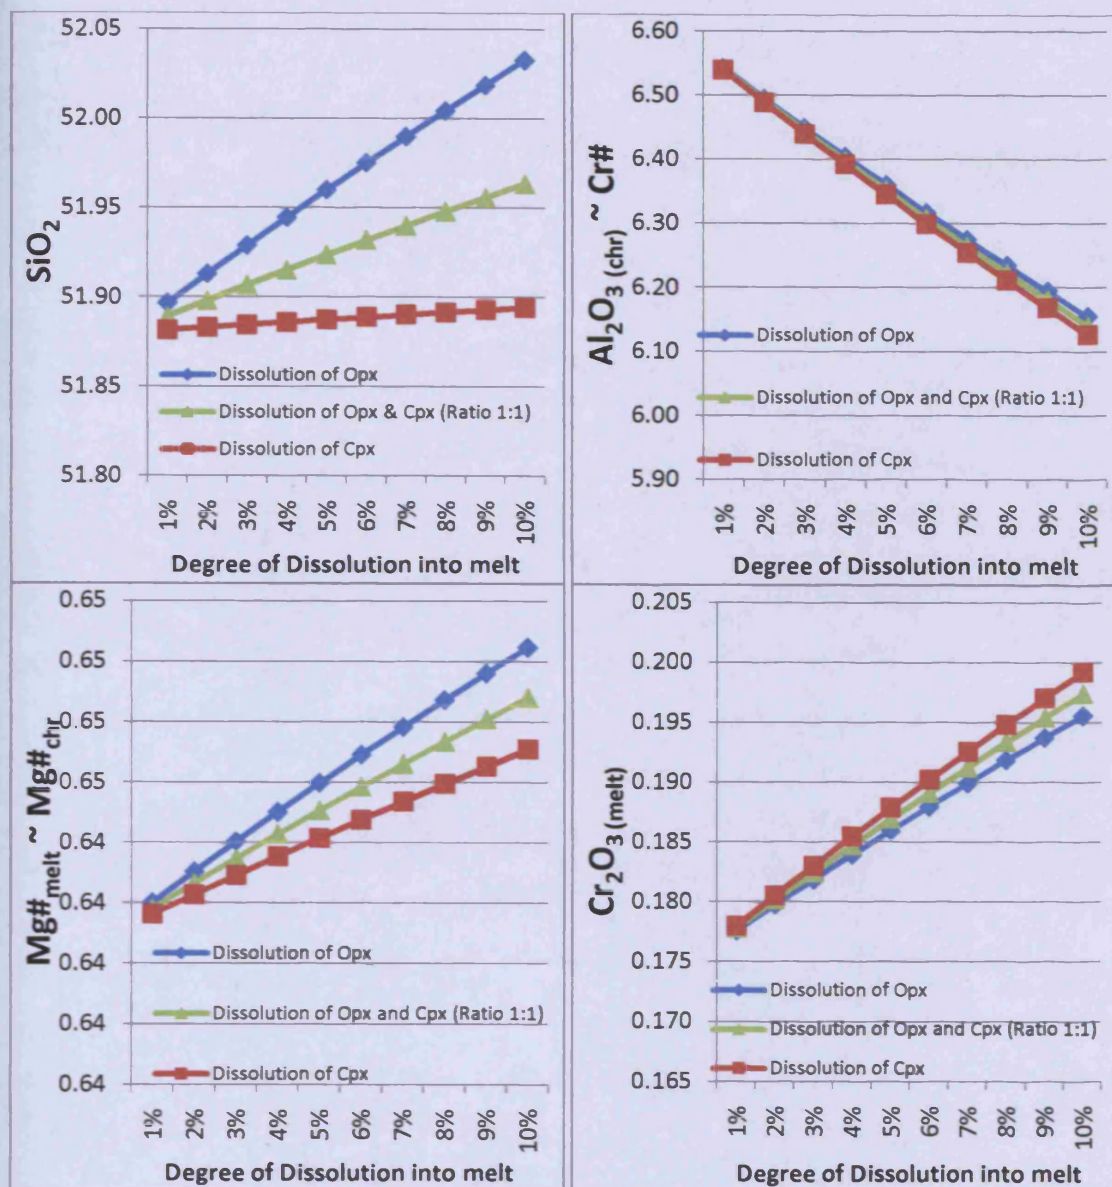 52.05
52.00
51.95
51.90
51.85
51.80
SiO₂
Dissolution of Opx
Dissolution of Opx & Cpx (Ratio 1:1)
Dissolution of Cpx
1% 2% 3% 4% 5% 6% 7% 8% 9% 10%
Degree of Dissolution into melt
6.60
6.50
6.40
6.30
6.20
6.10
6.00
5.90
Al₂O₃ (chr) ~ Cr#
Dissolution of Opx
Dissolution of Opx and Cpx (Ratio 1:1)
Dissolution of Cpx
1% 2% 3% 4% 5% 6% 7% 8% 9% 10%
Degree of Dissolution into melt
0.65
0.65
0.65
0.65
0.64
0.64
0.64
0.64
0.64
Mg#melt ~ Mg#chr
Dissolution of Opx
Dissolution of Opx and Cpx (Ratio 1:1)
Dissolution of Cpx
1% 2% 3% 4% 5% 6% 7% 8% 9% 10%
Degree of Dissolution into melt
0.205
0.200
0.195
0.190
0.185
0.180
0.175
0.170
0.165
Cr₂O₃ (melt)
Dissolution of Opx
Dissolution of Opx and Cpx (Ratio 1:1)
Dissolution of Cpx
1% 2% 3% 4% 5% 6% 7% 8% 9% 10%
Degree of Dissolution into melt